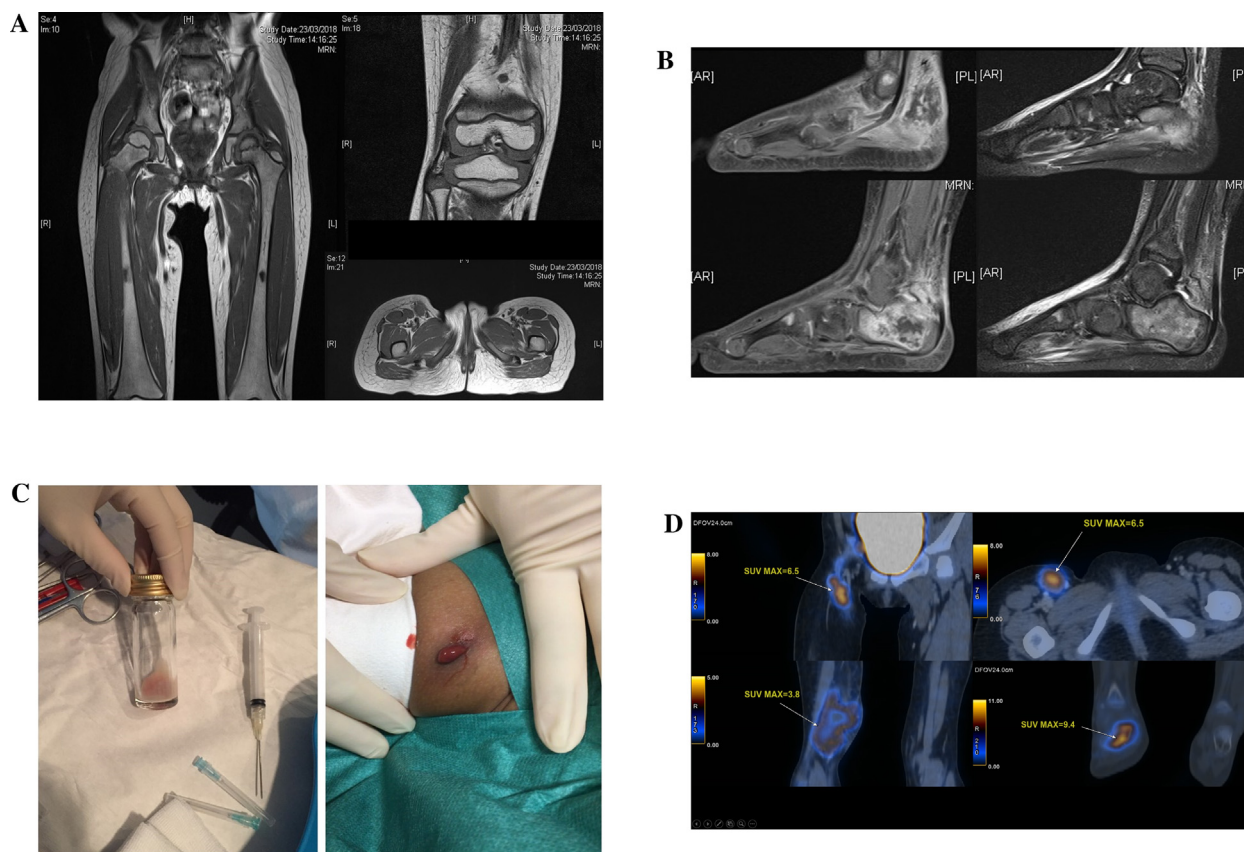 A
Se:4
Im:10
[H]
Study Date:23/03/2018
Study Time:14:16:25
MRN:
[R]
[L]
Se:5
Im:18
[H]
Study Date:23/03/2018
Study Time:14:16:25
MRN:
[R]
[L]
Se:12
Im:21
Study Date:23/03/2018
Study Time:14:16:25
MRN:
[R]
[L]
B
[AR]
[PL]
[AR]
[P
[AR]
[PL]
MRN:
[AR]
[P
C
D
DFOV24.0cm
8.00
R
0.00
SUV MAX=6.5
8.00
R
0.00
SUV MAX=6.5
5.00
R
0.00
SUV MAX=3.8
DFOV24.0cm
11.00
R
0.00
SUV MAX=9.4